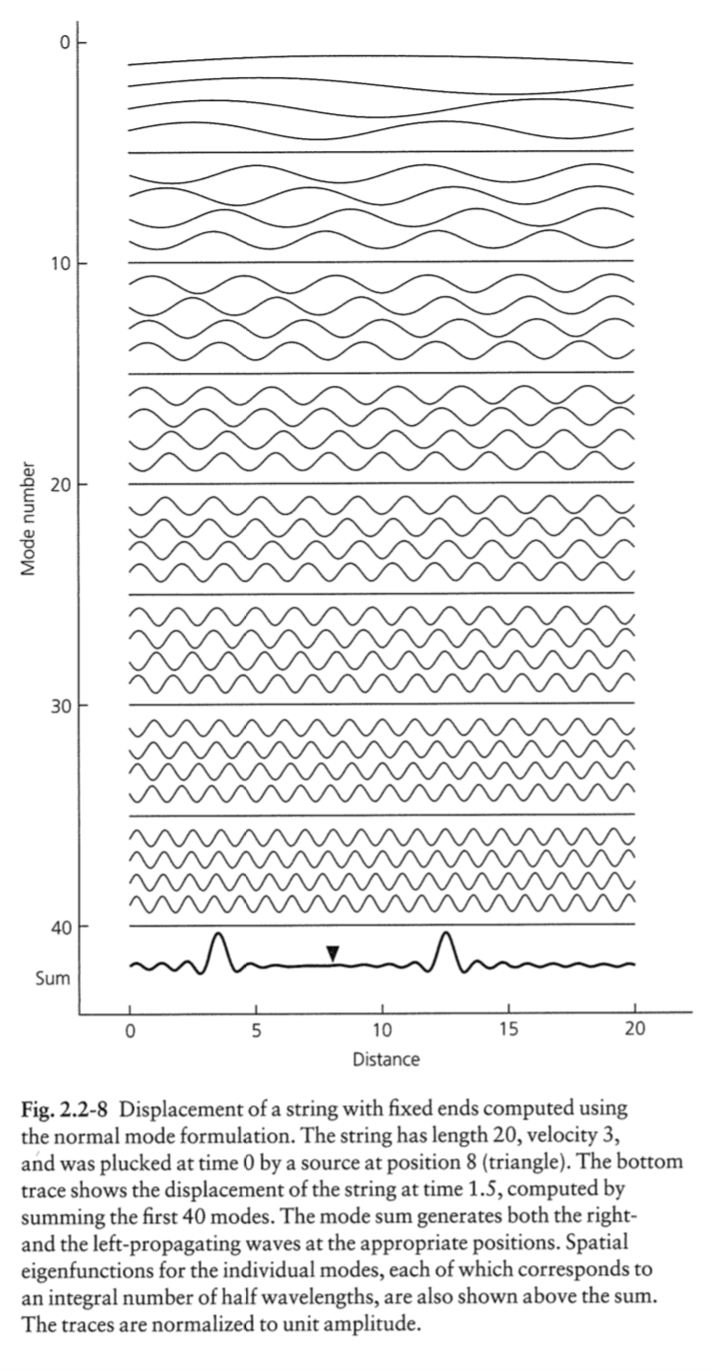 0
10
20
30
40
Mode number
Sum
0 5 10 15 20
Distance
Fig. 2.2-8 Displacement of a string with fixed ends computed using
the normal mode formulation. The string has length 20, velocity 3,
and was plucked at time 0 by a source at position 8 (triangle). The bottom
trace shows the displacement of the string at time 1.5, computed by
summing the first 40 modes. The mode sum generates both the right-
and the left-propagating waves at the appropriate positions. Spatial
eigenfunctions for the individual modes, each of which corresponds to
an integral number of half wavelengths, are also shown above the sum.
The traces are normalized to unit amplitude.